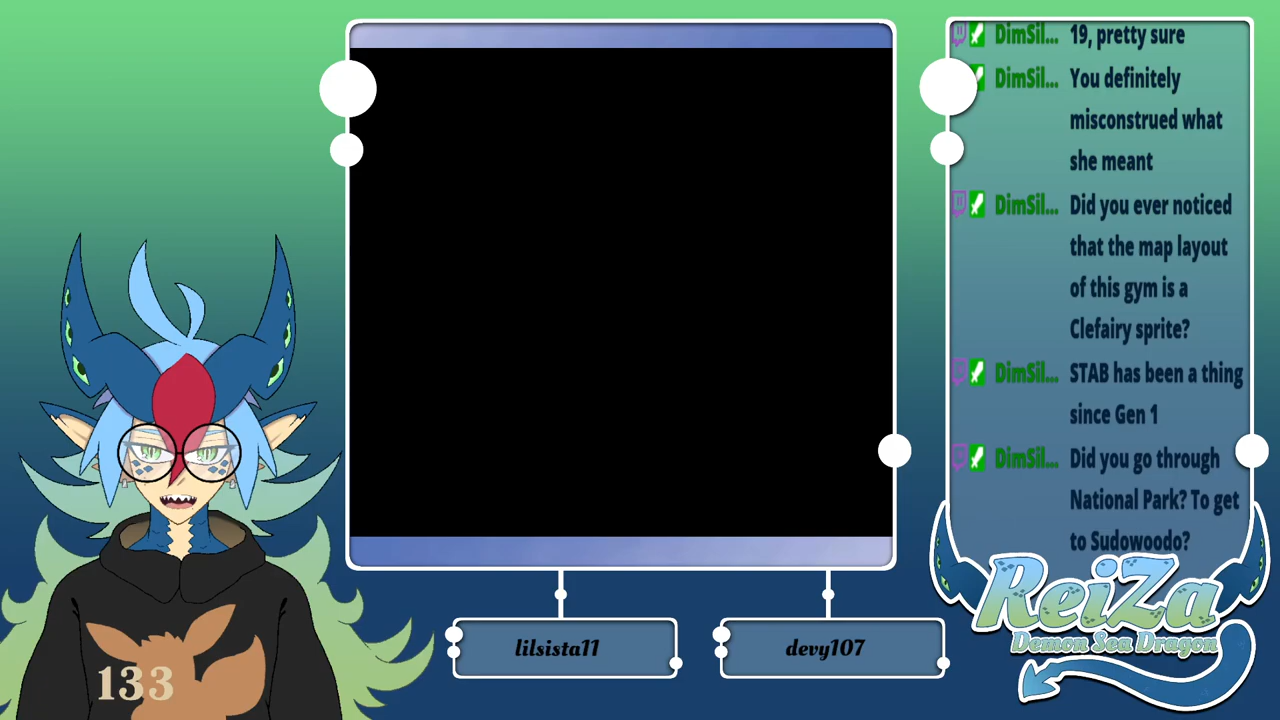 DimSil... 19, pretty sure
DimSil... You definitely
misconstrued what
she meant
DimSil... Did you ever noticed
that the map layout
of this gym is a
Clefairy sprite?
DimSil... STAB has been a thing
since Gen 1
DimSil... Did you go through
National Park? To get
to Sudowoodo?
ReiZa
Demon Sea Dragon
lilsista11
devy107
133